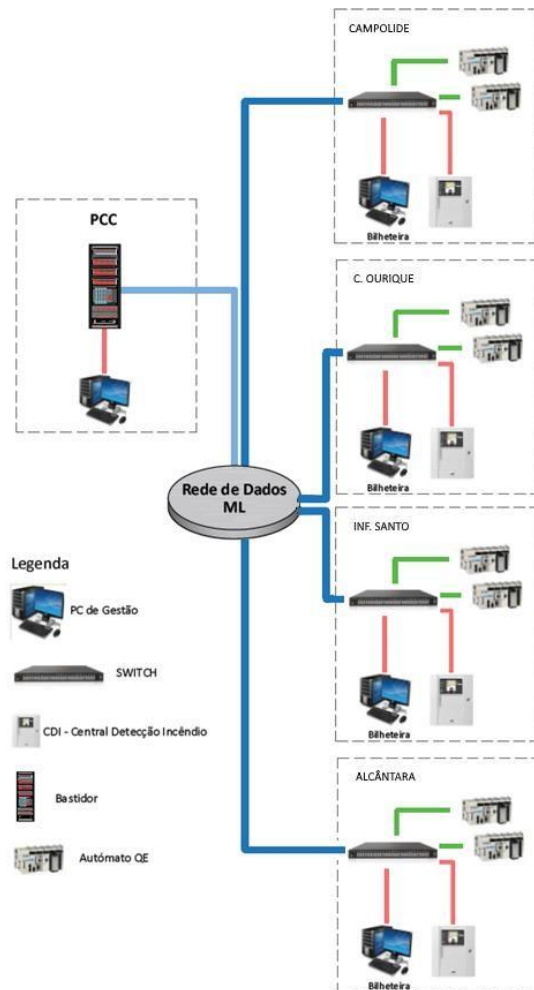 CAMPOLIDE
Bilheteira
PCC
C. OURIQUE
Bilheteira
Rede de Dados
ML
INF. SANTO
Bilheteira
Legenda
PC de Gestão
SWITCH
CDI - Central Detecção Incêndio
Bastidor
Autómato QE
ALCÂNTARA
Bilheteira